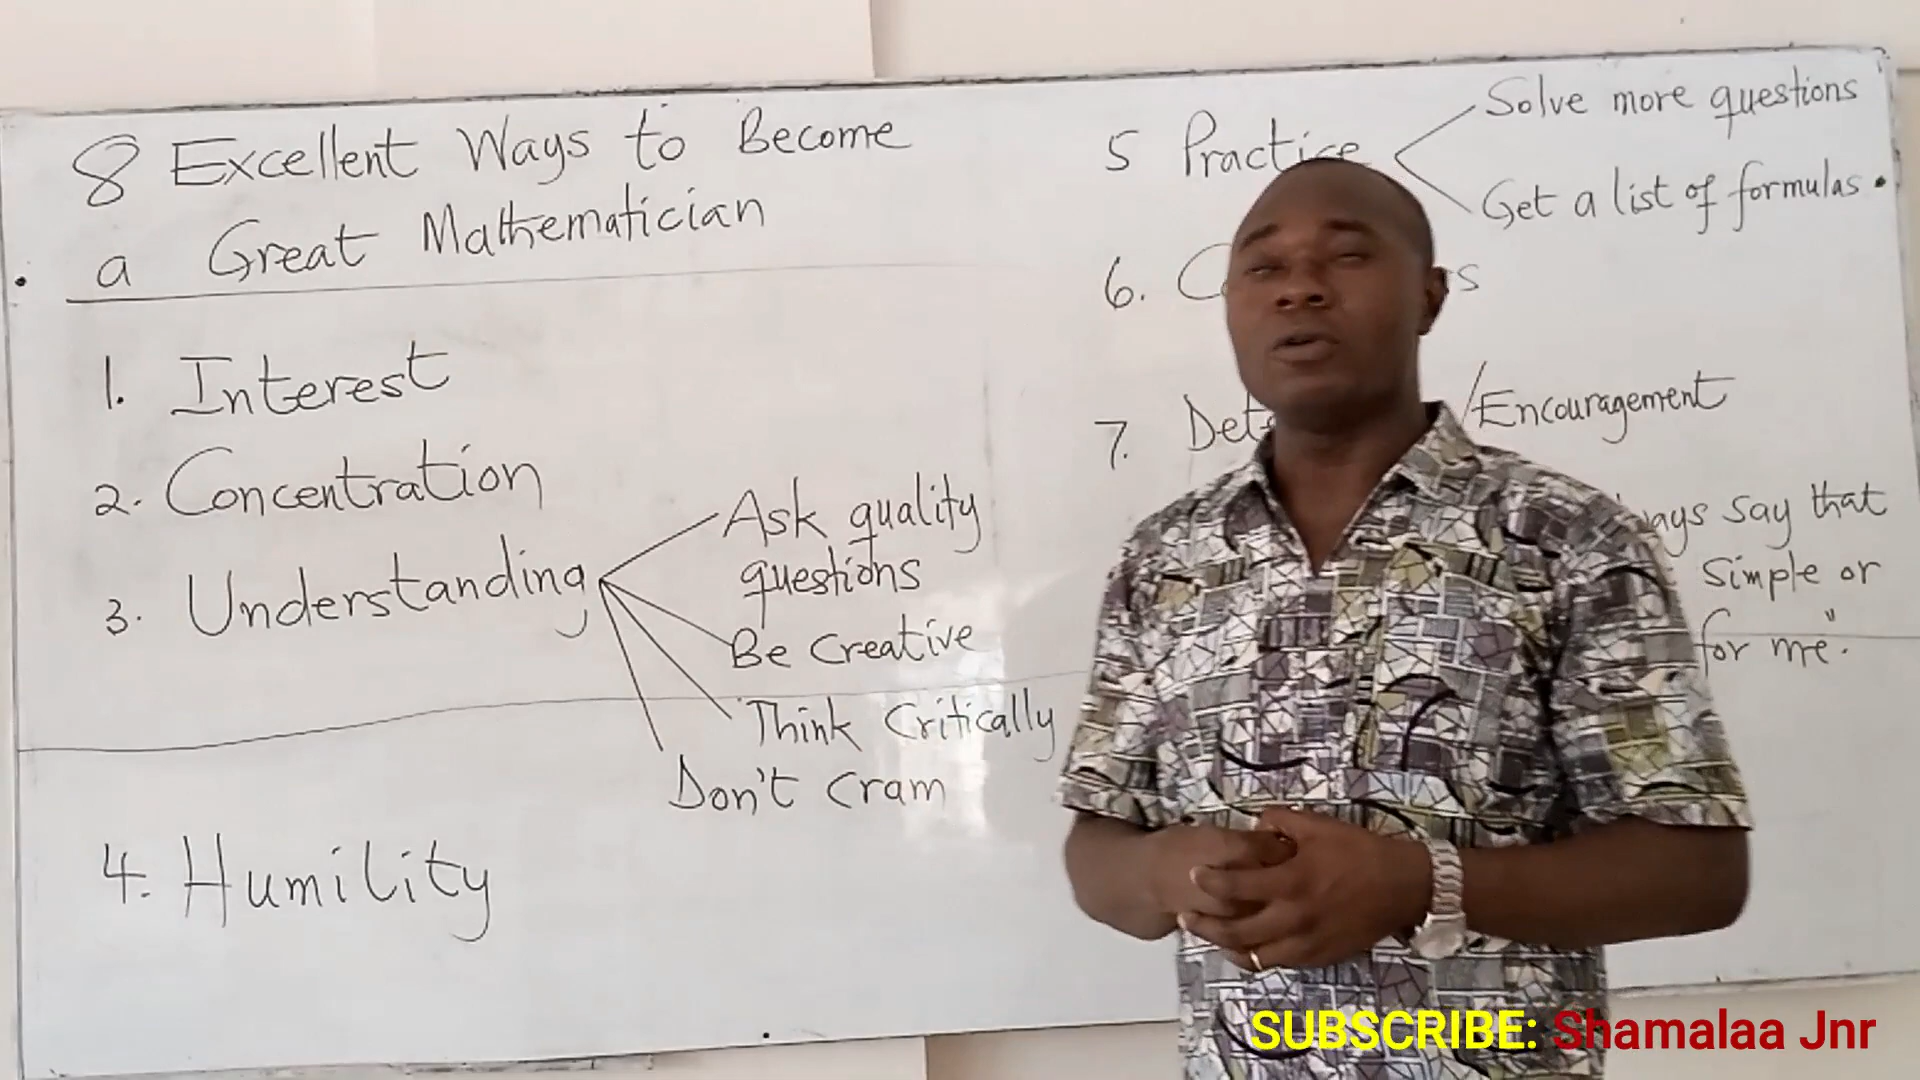 8 Excellent Ways to Become
a Great Mathematician
1. Interest
2. Concentration
3. Understanding
Ask quality
questions
Be Creative
Think Critically
Don't Cram
4. Humility
5 Practice
Solve more questions
Get a list of formulas
6.
7. /Encouragement
say that
Simple or
for me"
SUBSCRIBE: Shamalaa Jnr